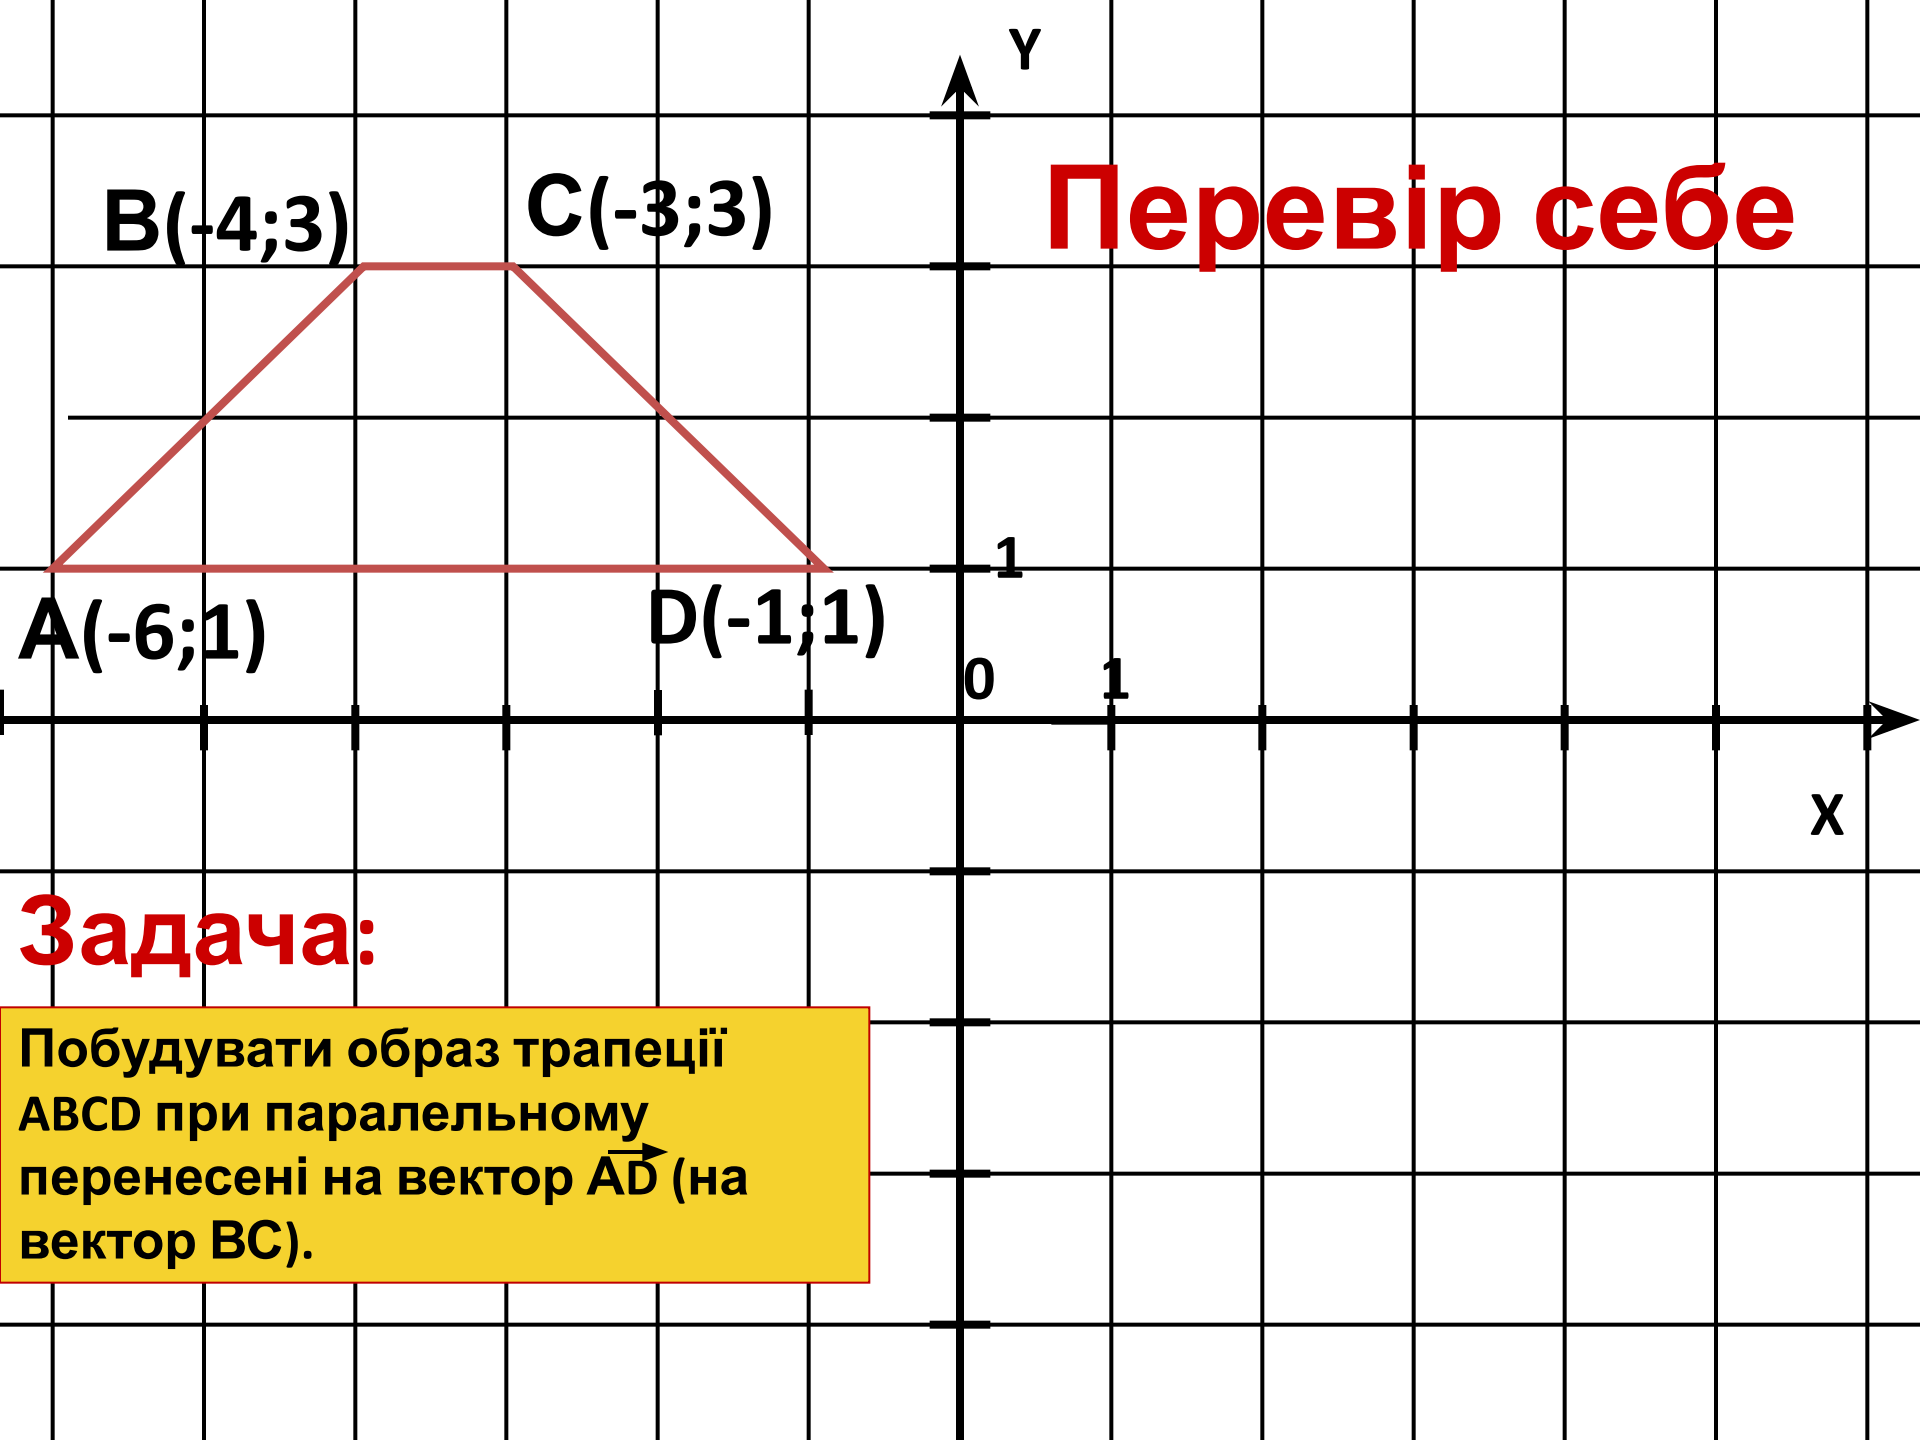 Y
Перевір себе
B(-4;3)
C(-3;3)
1
A(-6;1)
D(-1;1)
0
1
X
Задача:
Побудувати образ трапеції
ABCD при паралельному
перенесені на вектор AD (на
вектор ВС).